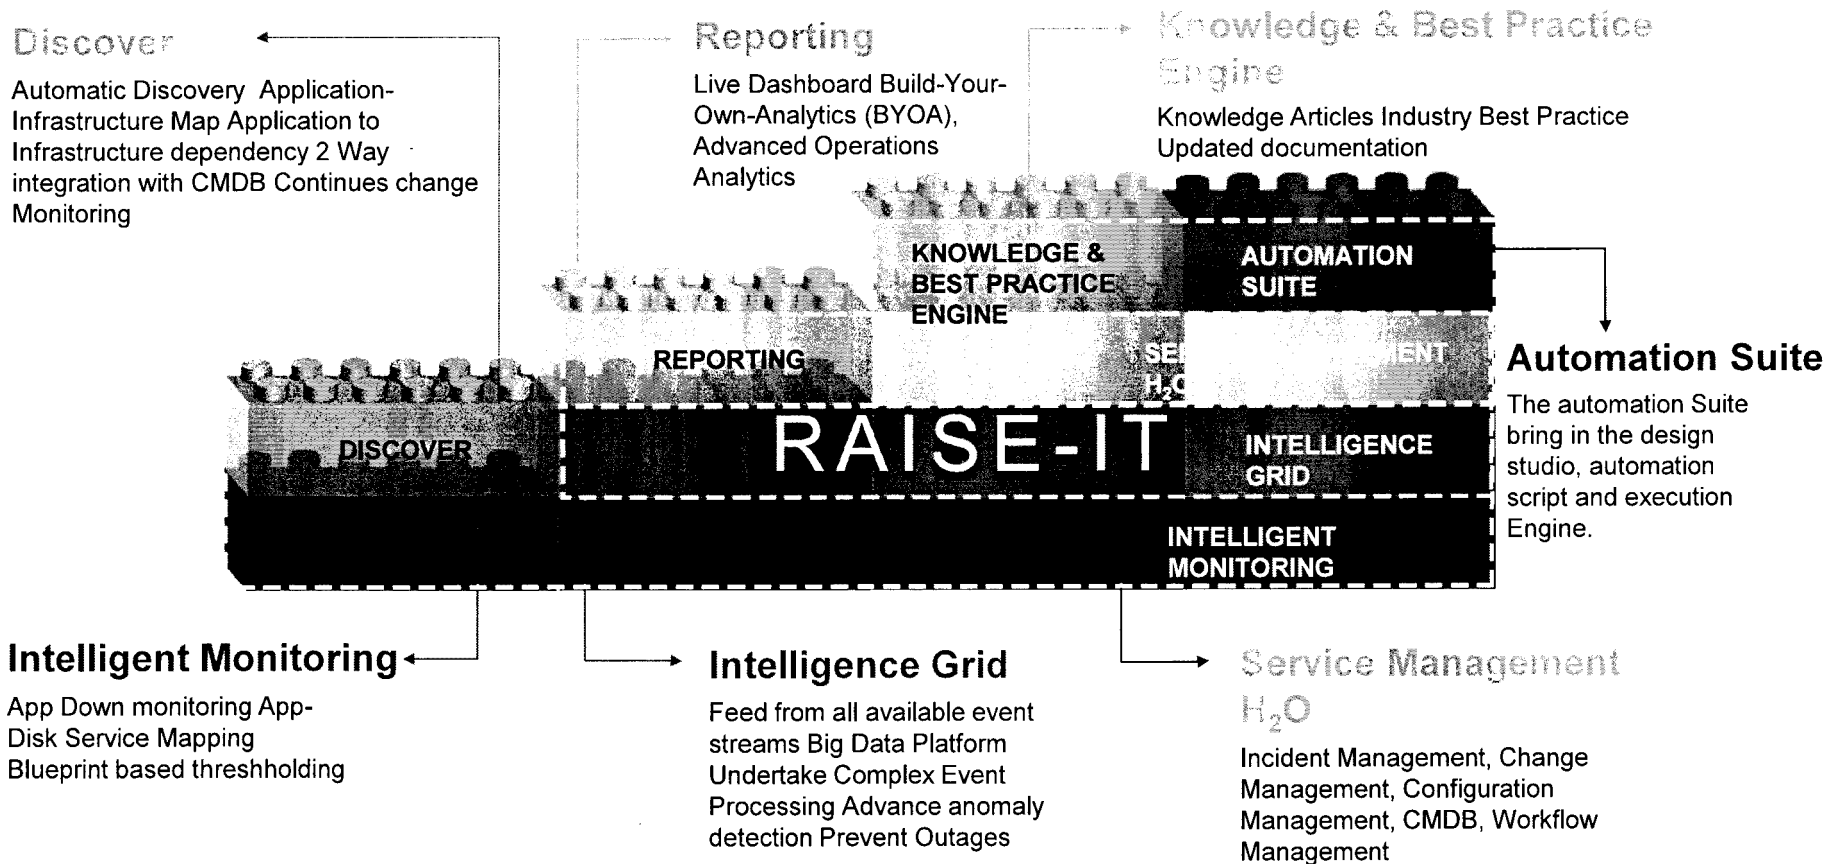 Discover
Automatic Discovery Application-
Infrastructure Map Application to
Infrastructure dependency 2 Way
integration with CMDB Continues change
Monitoring
Reporting
Live Dashboard Build-Your-
Own-Analytics (BYOA),
Advanced Operations
Analytics
Knowledge & Best Practice
Engine
Knowledge Articles Industry Best Practice
Updated documentation
KNOWLEDGE &
BEST PRACTICE
ENGINE
AUTOMATION
SUITE
REPORTING
H₂O
DISCOVER
RAISE-IT
INTELLIGENCE
GRID
INTELLIGENT
MONITORING
Automation Suite
The automation Suite
bring in the design
studio, automation
script and execution
Engine.
Intelligent Monitoring
App Down monitoring App-
Disk Service Mapping
Blueprint based threshholding
Intelligence Grid
Feed from all available event
streams Big Data Platform
Undertake Complex Event
Processing Advance anomaly
detection Prevent Outages
Service Management
H₂O
Incident Management, Change
Management, Configuration
Management, CMDB, Workflow
Management